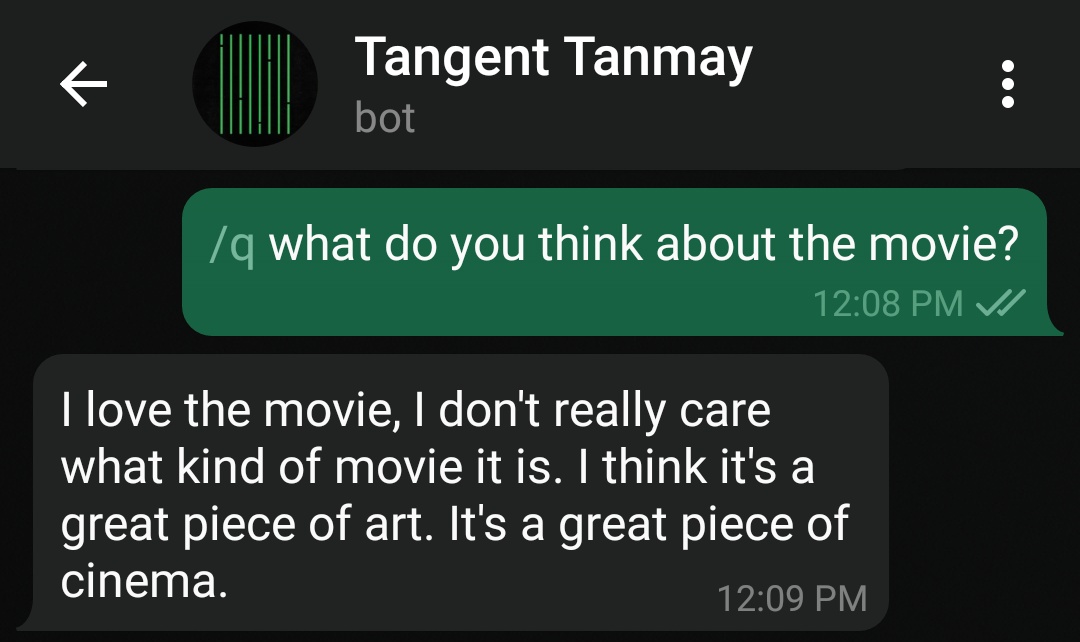 Tangent Tanmay
bot
/q what do you think about the movie?
12:08 PM
I love the movie, I don't really care
what kind of movie it is. I think it's a
great piece of art. It's a great piece of
cinema.
12:09 PM